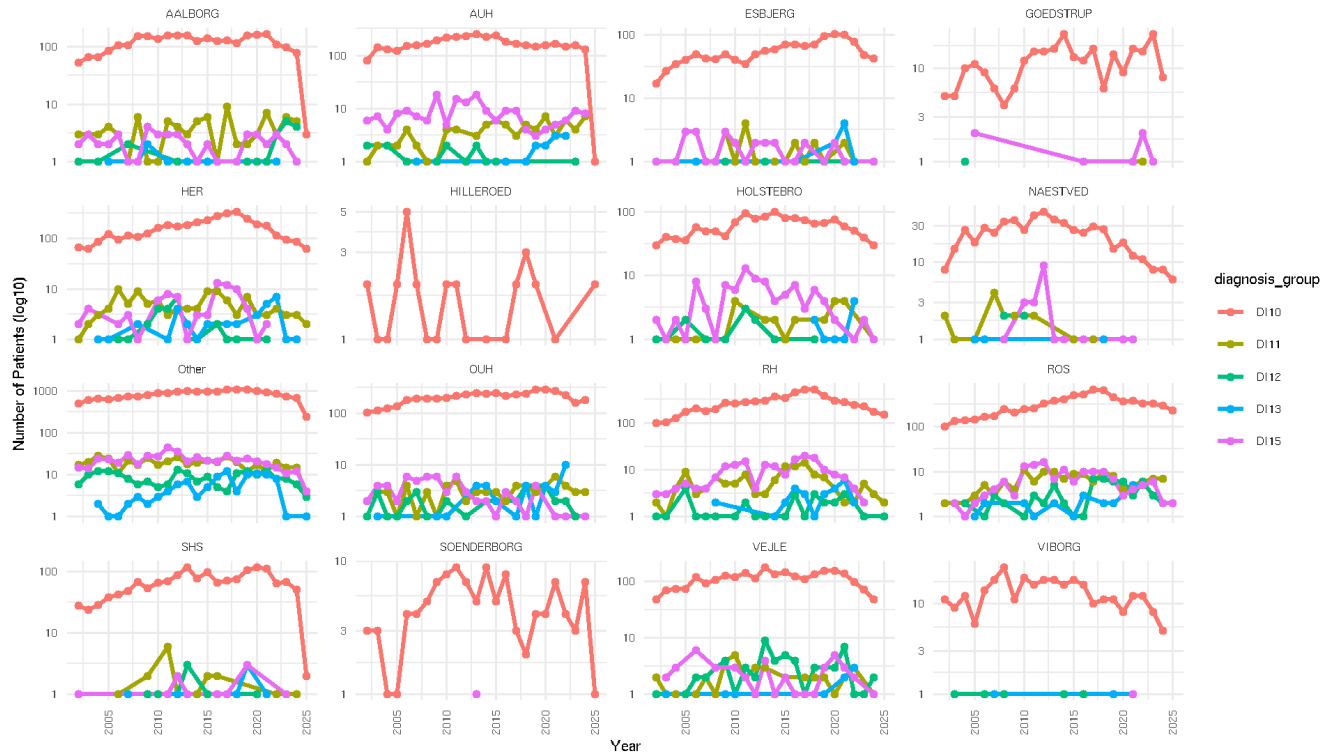 AALBORG AUH ESBJERG GOEDSTRUP
100 10 1
100 10 1
100 10 1
10 1
HER HILLEROED HOLSTEBRO NAESTVED
100 10 1
5 3 1
100 10 1
30 10 3 1
Other OUH RH ROS
1000 100 10 1
100 10 1
100 10 1
100 10 1
SHS SOENDERBORG VEJLE VIBORG
100 10 1
10 3 1
100 10 1
10 3 1
2005 2010 2015 2020 2025
2005 2010 2015 2020 2025
2005 2010 2015 2020 2025
2005 2010 2015 2020 2025
Year
Number of Patients (log10)
diagnosis_group
DI10
DI11
DI12
DI13
DI15